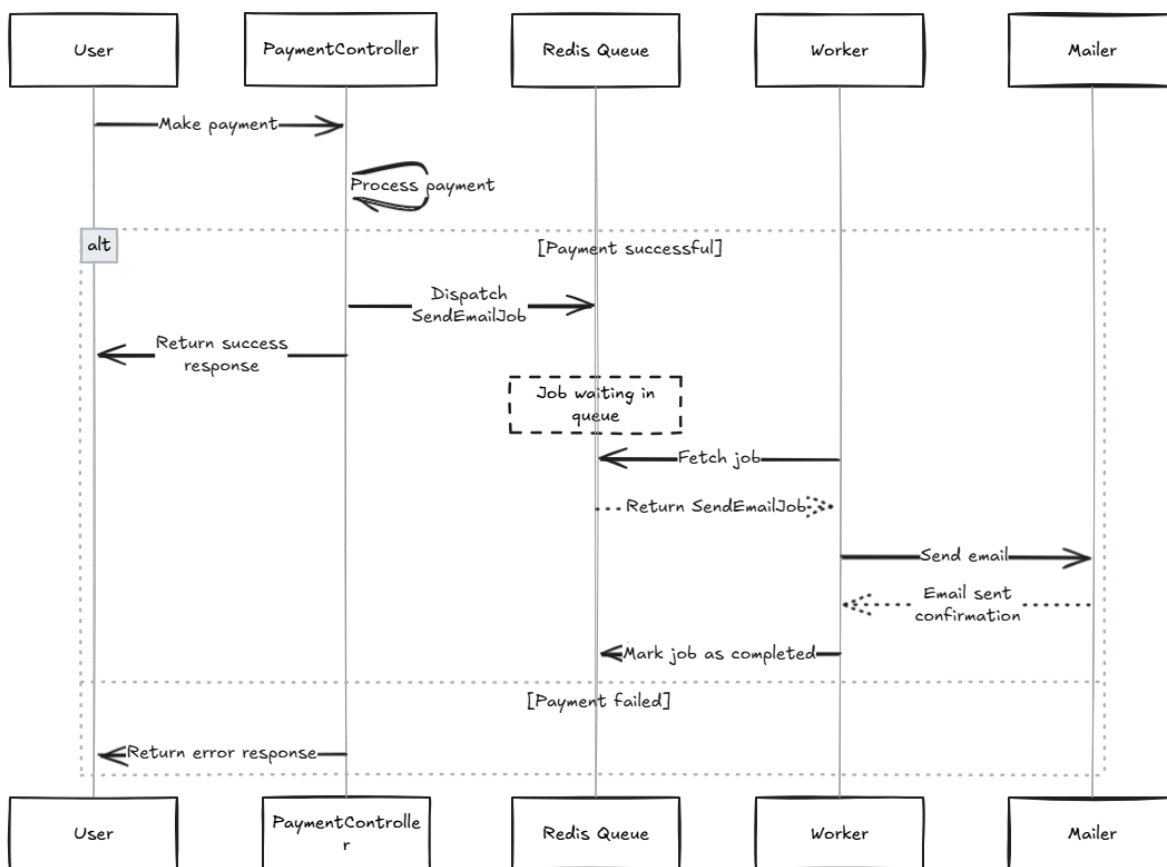 User
PaymentController
Redis Queue
Worker
Mailer
Make payment
Process payment
alt
[Payment successful]
Dispatch
SendEmailJob
Return success
response
Job waiting in
queue
Fetch job
Return SendEmailJob
Send email
Email sent
confirmation
Mark job as completed
[Payment failed]
Return error response
User
PaymentControlle
r
Redis Queue
Worker
Mailer